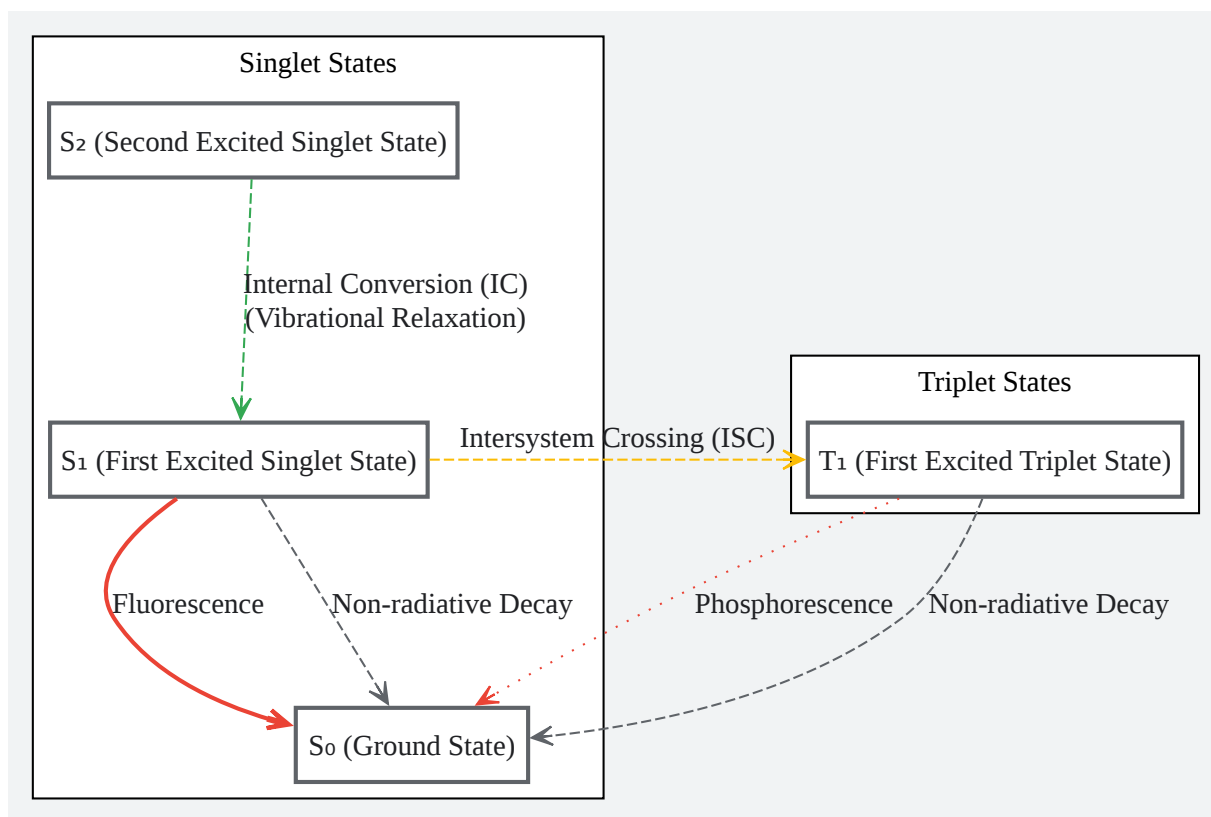 Singlet States
S₂ (Second Excited Singlet State)
Internal Conversion (IC)
(Vibrational Relaxation)
Triplet States
Intersystem Crossing (ISC)
S₁ (First Excited Singlet State)
T₁ (First Excited Triplet State)
Fluorescence
Non-radiative Decay
Phosphorescence
Non-radiative Decay
S₀ (Ground State)